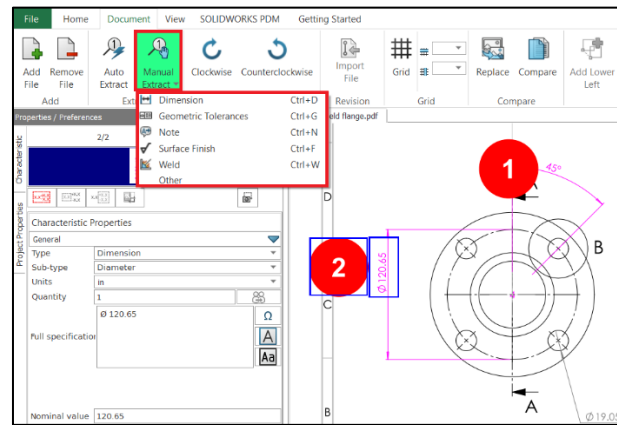 File Home Document View SOLIDWORKS PDM Getting Started
Add File
Remove File
Auto Extract
Manual Extract
Clockwise
Counterclockwise
Import File
Grid
Replace
Compare
Add Lower Left
Add
Revision
Grid
Compare
Dimension Ctrl+D
Geometric Tolerances Ctrl+G
Note Ctrl+N
Surface Finish Ctrl+F
Weld Ctrl+W
Other
Properties / Preferences
flange.pdf
2/2
Characteristic
Project Properties
Characteristic Properties
General
Type Dimension
Sub-type Diameter
Units in
Quantity 1
Full specification Ø 120.65
Ω
A
Aa
Nominal value 120.65
D
C
B
1
2
45°
A
B
Ø120.65
A
Ø19.05